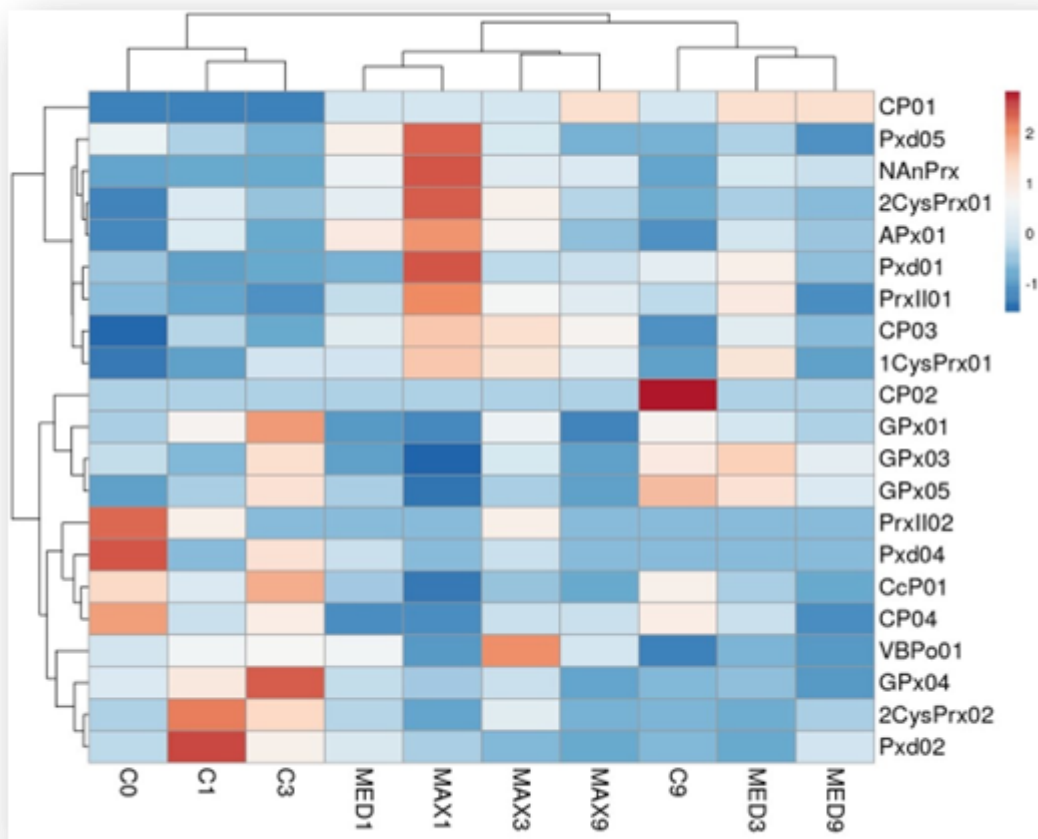 CP01
Pxd05
NAnPrx
2CysPrx01
APx01
Pxd01
PrxII01
CP03
1CysPrx01
CP02
GPx01
GPx03
GPx05
PrxII02
Pxd04
CcP01
CP04
VBPo01
GPx04
2CysPrx02
Pxd02
2
1
0
-1
C0 C1 C3 MED1 MAX1 MAX3 MAX9 C9 MED3 MED9